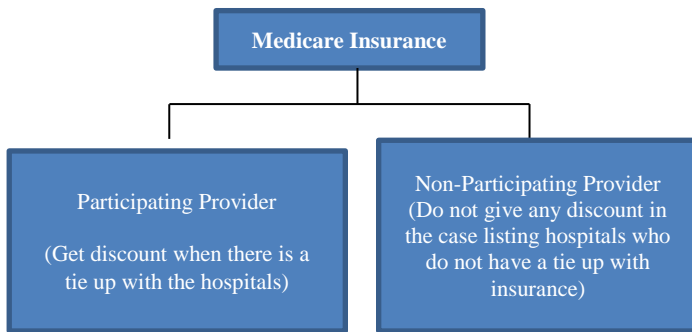 Medicare Insurance
Participating Provider
(Get discount when there is a
tie up with the hospitals)
Non-Participating Provider
(Do not give any discount in
the case listing hospitals who
do not have a tie up with
insurance)